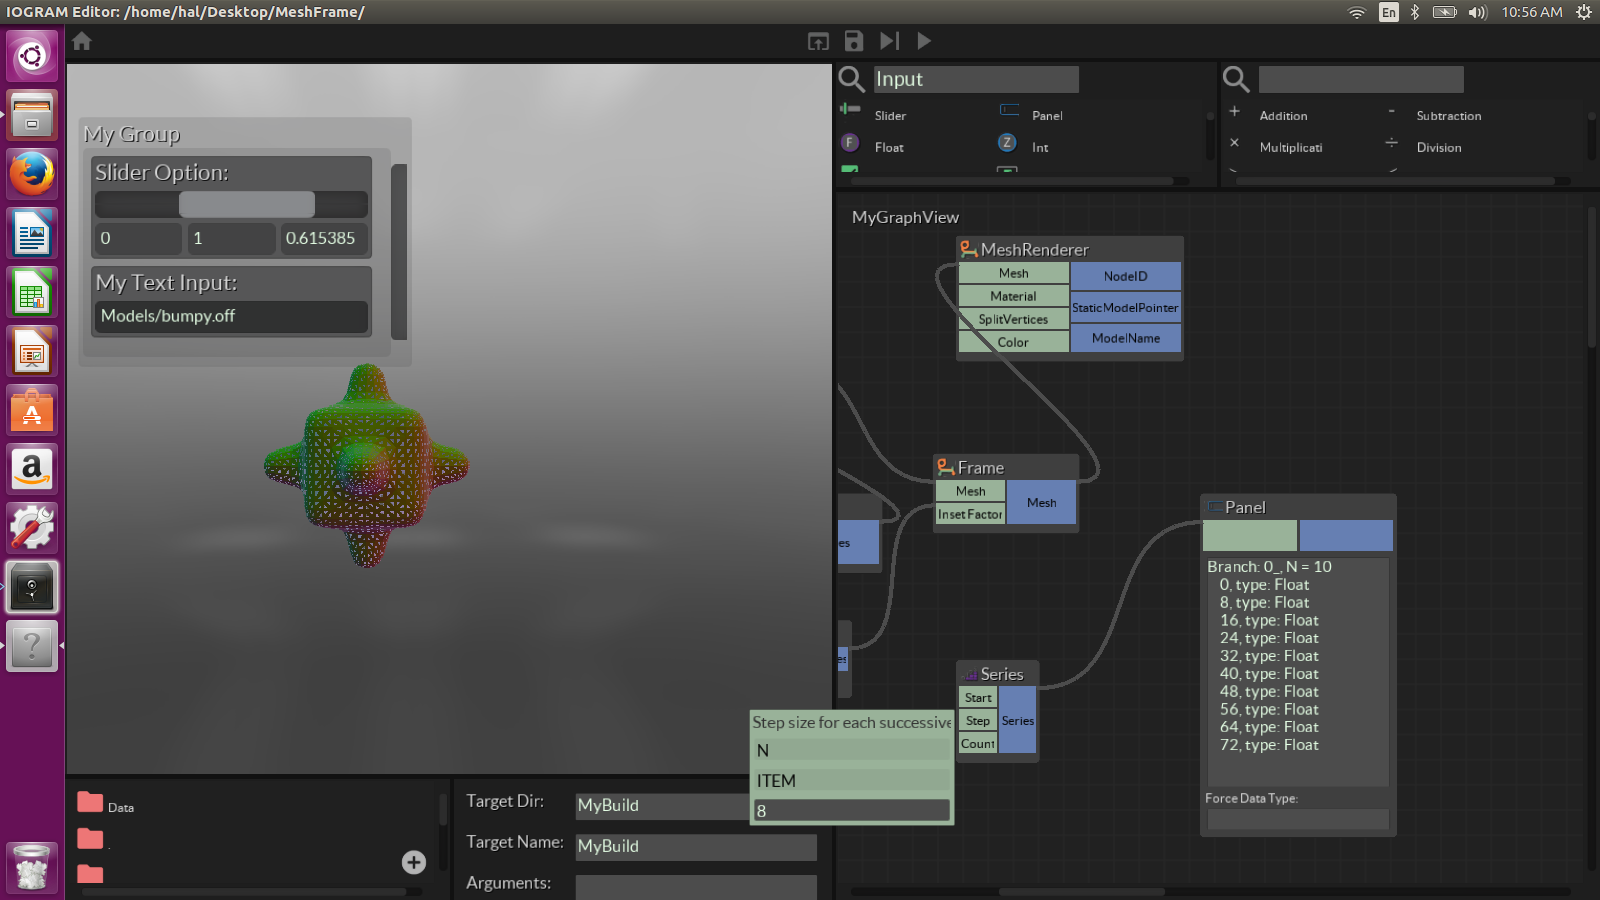 IOGRAM Editor: /home/hal/Desktop/MeshFrame/
En
10:56 AM
My Group
Slider Option:
0 1 0.615385
My Text Input:
Models/bumpy.off
Input
Slider Panel
F Float Z Int
+ Addition - Subtraction
× Multiplicati ÷ Division
MyGraphView
MeshRenderer
Mesh
Material
SplitVertices
Color
NodeID
StaticModelPointer
ModelName
Frame
Mesh
Inset Factor
Mesh
es
es
Panel
Branch: 0_, N = 10
0, type: Float
8, type: Float
16, type: Float
24, type: Float
32, type: Float
40, type: Float
48, type: Float
56, type: Float
64, type: Float
72, type: Float
Force Data Type:
Series
Start
Step
Count
Series
Step size for each successive
N
ITEM
8
Data
.
Target Dir: MyBuild
Target Name: MyBuild
Arguments: